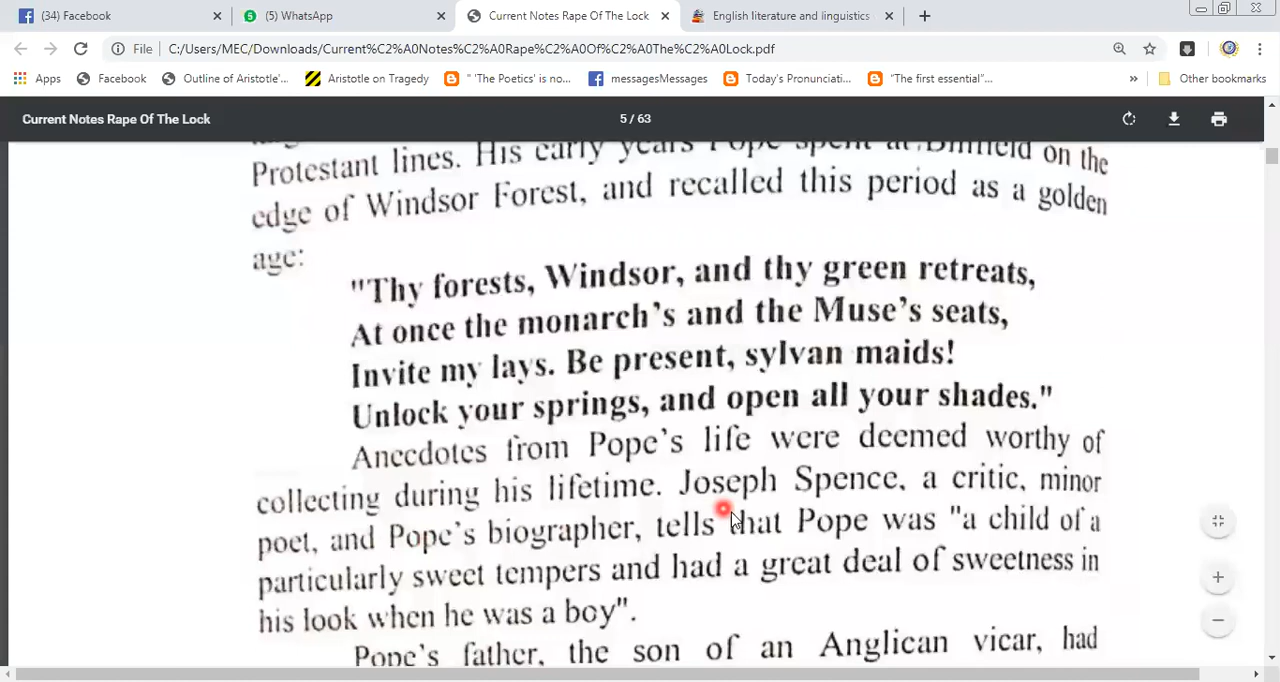 (34) Facebook
(5) WhatsApp
Current Notes Rape Of The Lock
English literature and linguistics
File
C:/Users/MEC/Downloads/Current%C2%A0Notes%C2%A0Rape%C2%A0Of%C2%A0The%C2%A0Lock.pdf
Apps
Facebook
Outline of Aristotle'...
Aristotle on Tragedy
" 'The Poetics' is no...
messagesMessages
Today's Pronunciati...
"The first essential"...
»
Other bookmarks
Current Notes Rape Of The Lock
5 / 63
Protestant lines. His early years Pope spent at Binfield on the
edge of Windsor Forest, and recalled this period as a golden
age:
"Thy forests, Windsor, and thy green retreats,
At once the monarch's and the Muse's seats,
Invite my lays. Be present, sylvan maids!
Unlock your springs, and open all your shades."
Anecdotes from Pope's life were deemed worthy of
collecting during his lifetime. Joseph Spence, a critic, minor
poet, and Pope's biographer, tells that Pope was "a child of a
particularly sweet tempers and had a great deal of sweetness in
his look when he was a boy".
Pope's father, the son of an Anglican vicar, had